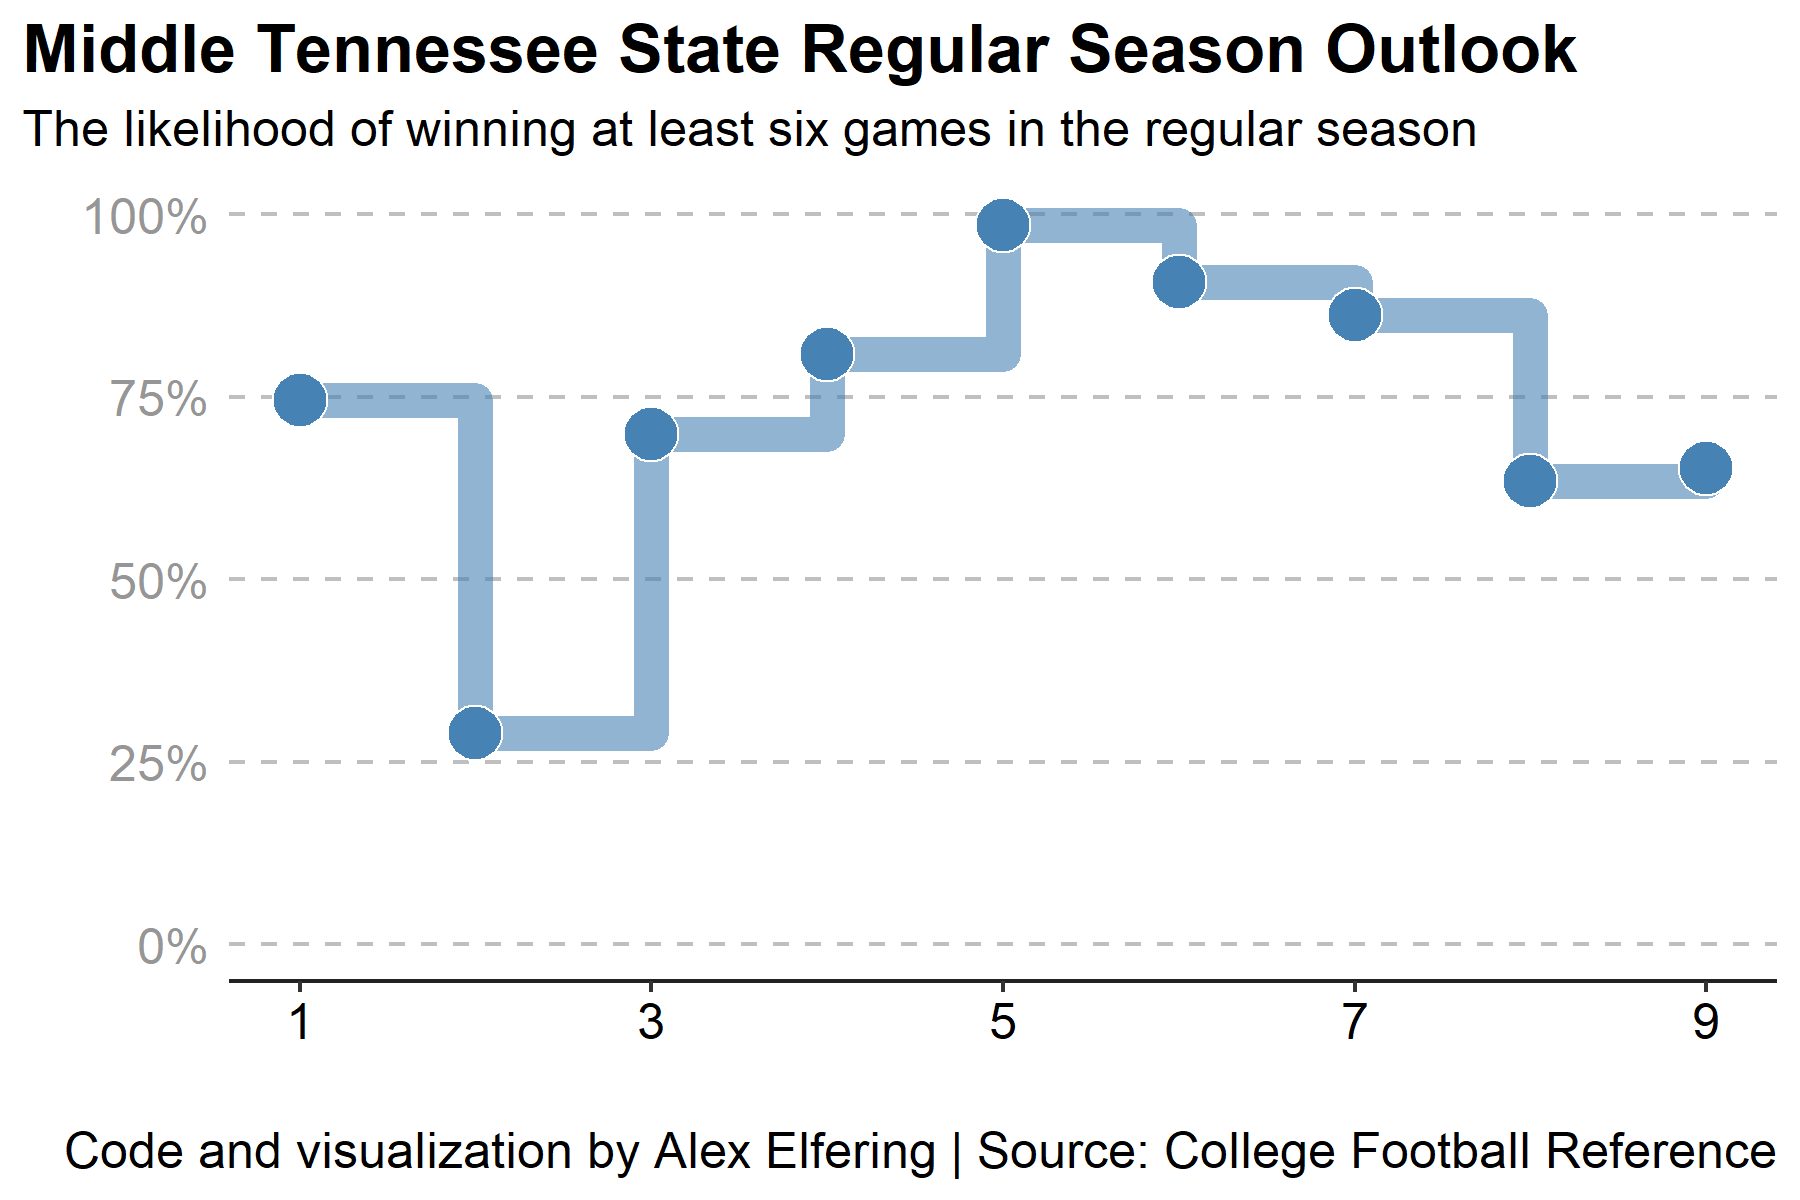 Middle Tennessee State Regular Season Outlook
The likelihood of winning at least six games in the regular season
100%
75%
50%
25%
0%
1 3 5 7 9
Code and visualization by Alex Elfering | Source: College Football Reference